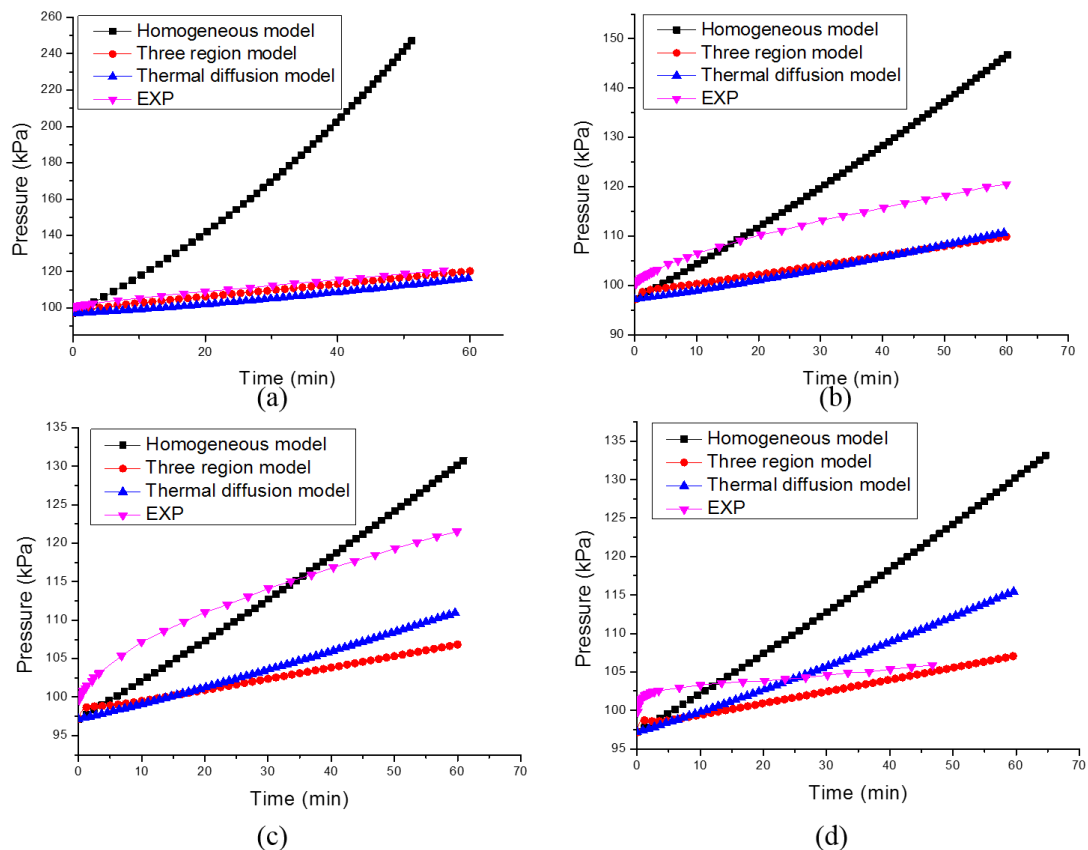 Homogeneous model
Three region model
Thermal diffusion model
EXP
260
240
220
200
180
160
140
120
100
Pressure (kPa)
0
20
40
60
Time (min)
(a)
Homogeneous model
Three region model
Thermal diffusion model
EXP
150
140
130
120
110
100
90
Pressure (kPa)
0
10
20
30
40
50
60
70
Time (min)
(b)
Homogeneous model
Three region model
Thermal diffusion model
EXP
135
130
125
120
115
110
105
100
95
Pressure (kPa)
0
10
20
30
40
50
60
70
Time (min)
(c)
Homogeneous model
Three region model
Thermal diffusion model
EXP
135
130
125
120
115
110
105
100
95
Pressure (kPa)
0
10
20
30
40
50
60
70
Time (min)
(d)